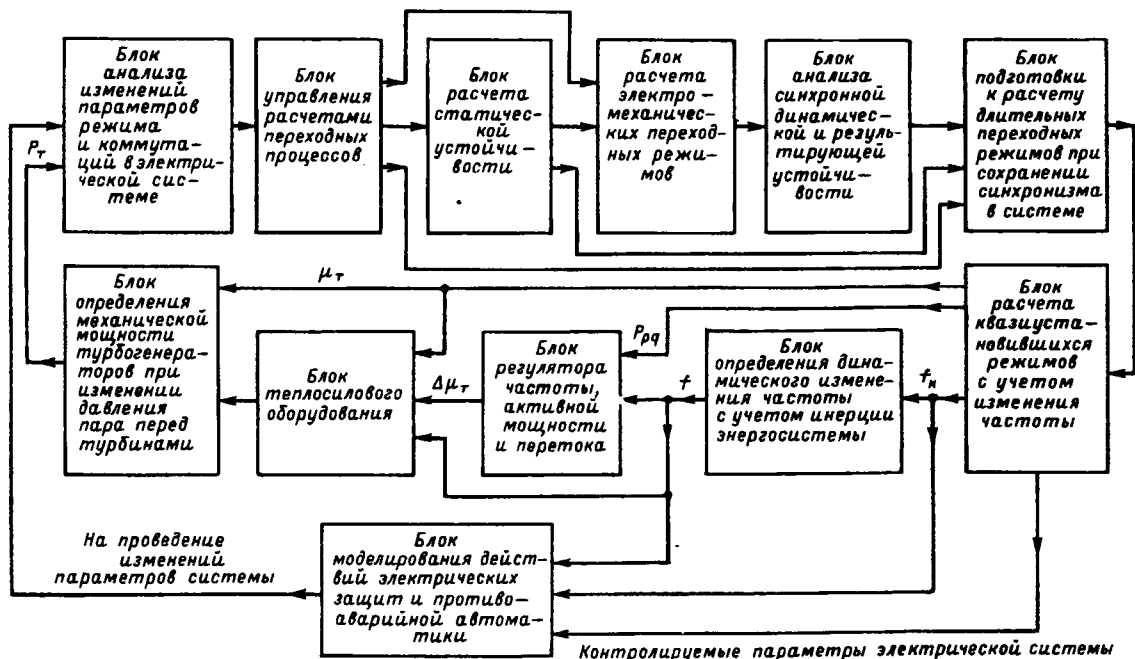 Блок
анализа
изменений
параметров
режима
и коммута-
ций в электри-
ческой сис-
теме
Блок
управления
расчетами
переходных
процессов
Блок
расчета
статичес-
кой
устойчи-
вости
Блок
расчета
электро-
механичес-
ких переход-
ных режи-
мов
Блок
анализа
синхронной
динамичес-
кой и резуль-
тирующей
устойчи-
вости
Блок
подготовки
к расчету
длительных
переходных
режимов при
сохранении
синхронизма
в системе
Pт
Блок
определения
механической
мощности
турбогенера-
торов при
изменении
давления
пара перед
турбинами
μт
Блок
теплосилового
оборудования
Δμт
Блок
регулятора
частоты,
активной
мощности
и перетока
Ppq
f
Блок
определения дина-
мического измене-
ния частоты
с учетом инерции
энергосистемы
fк
Блок
расчета
квазиуста-
новившихся
режимов
с учетом
изменения
частоты
На проведение
изменений
параметров системы
Блок
моделирования дейст-
вий электрических
защит и противо-
аварийной автома-
тики
Контролируемые параметры электрической системы